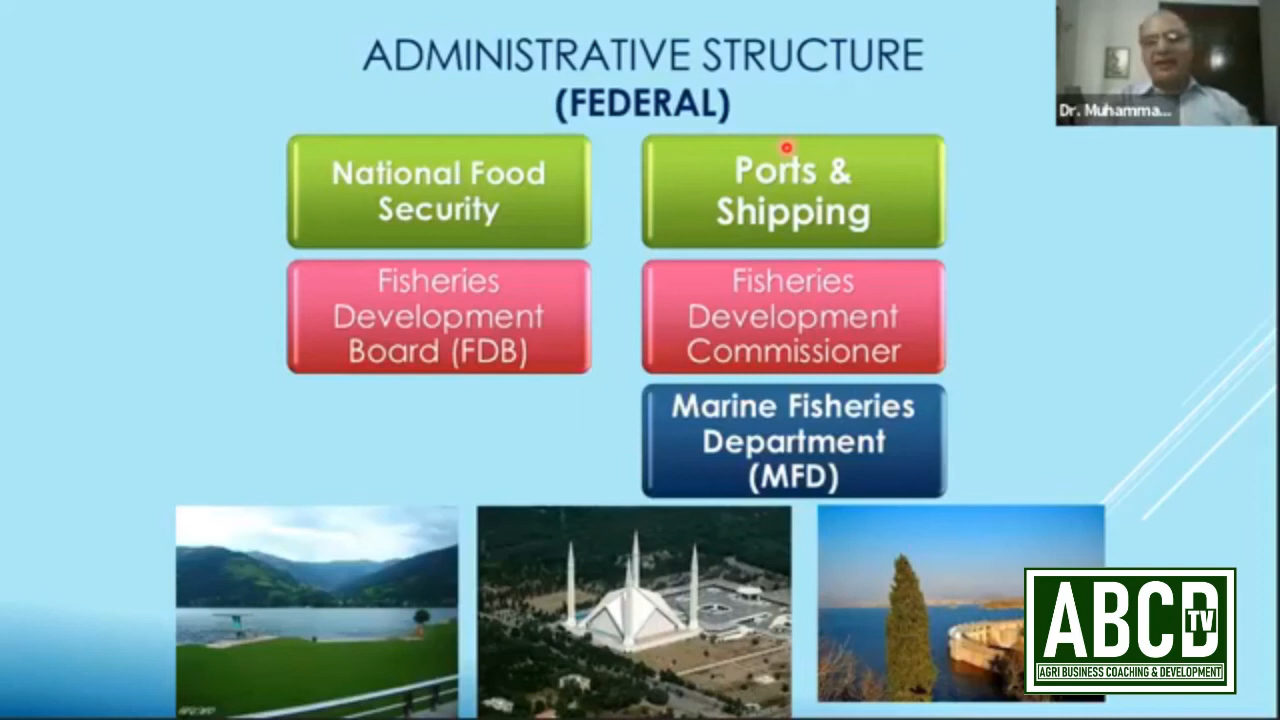 ADMINISTRATIVE STRUCTURE
(FEDERAL)
Dr. Muhamma...
National Food
Security
Ports &
Shipping
Fisheries
Development
Board (FDB)
Fisheries
Development
Commissioner
Marine Fisheries
Department
(MFD)
ABCD
TV
AGRI BUSINESS COACHING & DEVELOPMENT